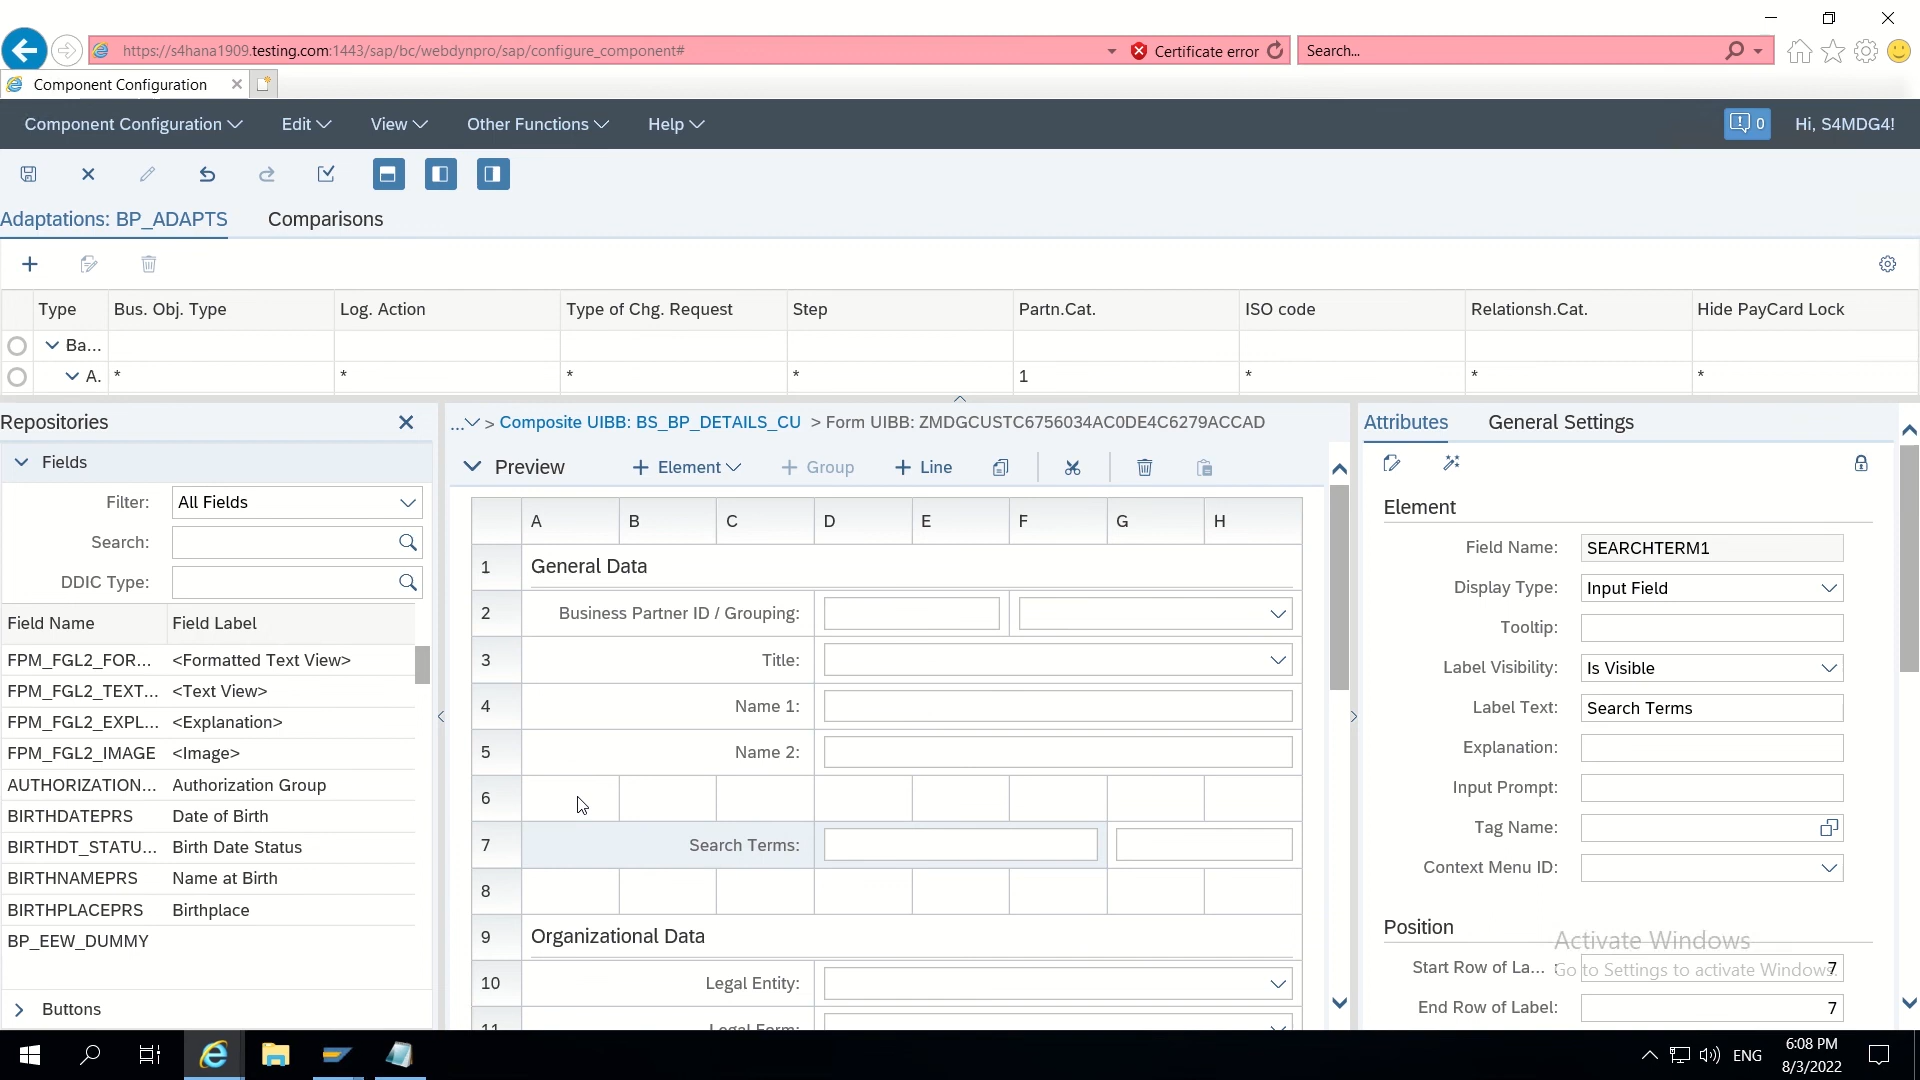 https://s4hana1909.testing.com:1443/sap/bc/webdynpro/sap/configure_component# Certificate error Search...
Component Configuration
Component Configuration Edit View Other Functions Help 0 Hi, S4MDG4!
Adaptations: BP_ADAPTS Comparisons
Type Bus. Obj. Type Log. Action Type of Chg. Request Step Partn.Cat. ISO code Relationsh.Cat. Hide PayCard Lock
Ba...
A. * * * * 1 * * *
Repositories
Fields
Filter: All Fields
Search:
DDIC Type:
Field Name Field Label
FPM_FGL2_FOR... <Formatted Text View>
FPM_FGL2_TEXT... <Text View>
FPM_FGL2_EXPL... <Explanation>
FPM_FGL2_IMAGE <Image>
AUTHORIZATION... Authorization Group
BIRTHDATEPRS Date of Birth
BIRTHDT_STATU... Birth Date Status
BIRTHNAMEPRS Name at Birth
BIRTHPLACEPRS Birthplace
BP_EEW_DUMMY
Buttons
... > Composite UIBB: BS_BP_DETAILS_CU > Form UIBB: ZMDGCUSTC6756034AC0DE4C6279ACCAD
Preview Element Group Line
A B C D E F G H
1 General Data
2 Business Partner ID / Grouping:
3 Title:
4 Name 1:
5 Name 2:
6
7 Search Terms:
8
9 Organizational Data
10 Legal Entity:
11 Legal Form:
Attributes General Settings
Element
Field Name: SEARCHTERM1
Display Type: Input Field
Tooltip:
Label Visibility: Is Visible
Label Text: Search Terms
Explanation:
Input Prompt:
Tag Name:
Context Menu ID:
Position
Activate Windows
Start Row of La... : 7
Go to Settings to activate Windows.
End Row of Label: 7
ENG
6:08 PM
8/3/2022